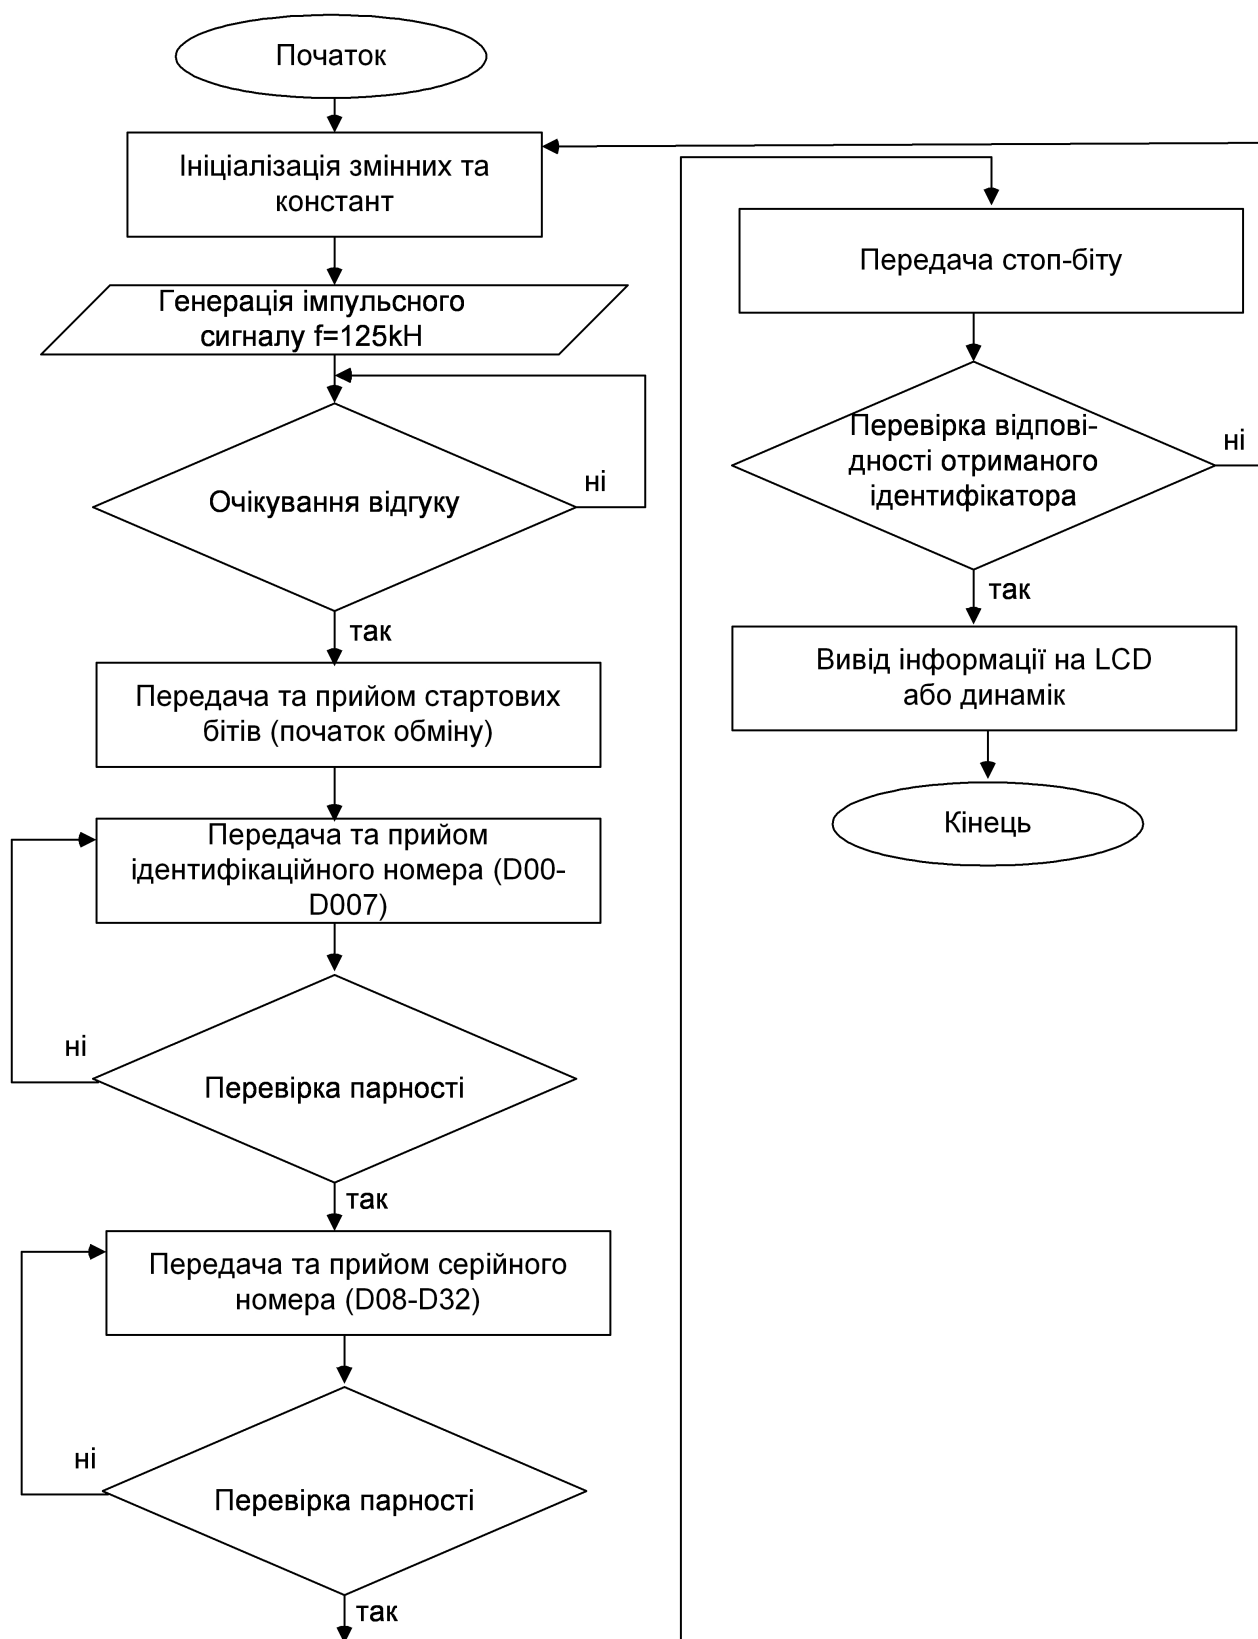 Початок
Ініціалізація змінних та
констант
Генерація імпульсного
сигналу f=125kH
Очікування відгуку
ні
так
Передача та прийом стартових
бітів (початок обміну)
Передача та прийом
ідентифікаційного номера (D00-
D007)
ні
Перевірка парності
так
Передача та прийом серійного
номера (D08-D32)
ні
Перевірка парності
так
Передача стоп-біту
Перевірка відпові-
дності отриманого
ідентифікатора
ні
так
Вивід інформації на LCD
або динамік
Кінець